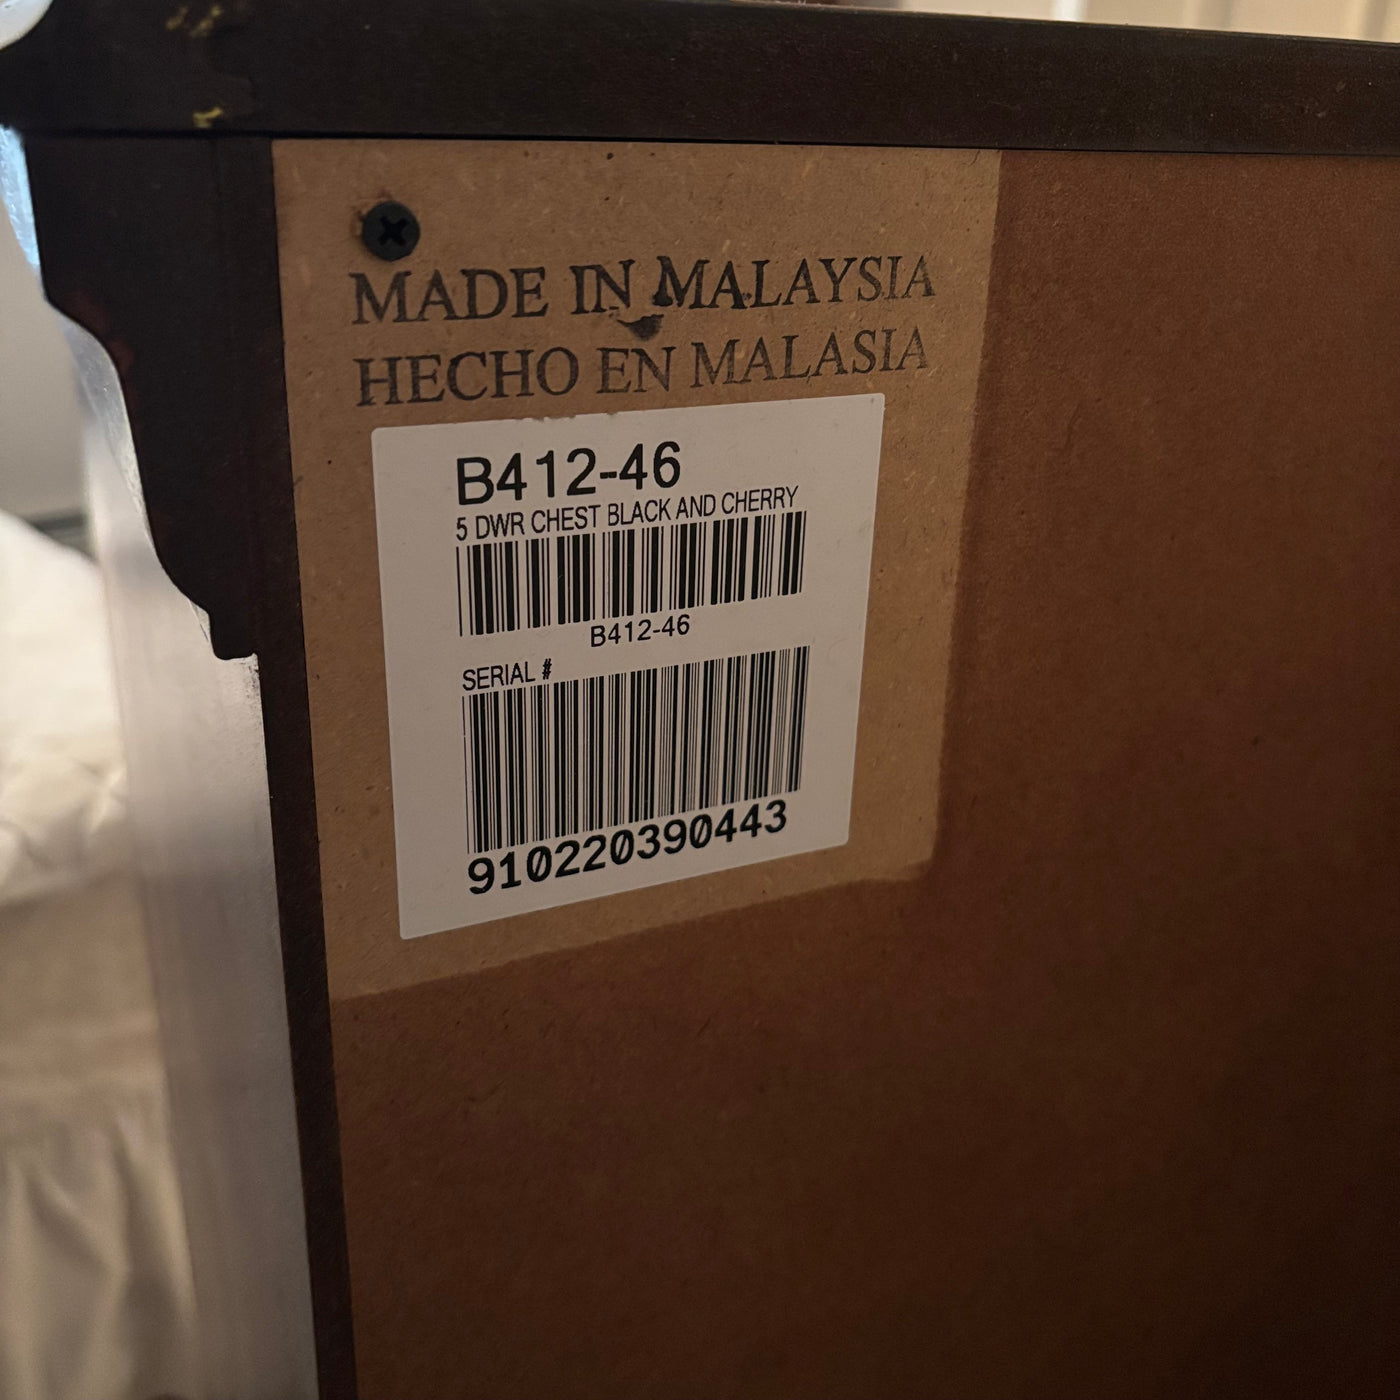 MADE IN MALAYSIA
HECHO EN MALASIA
B412-46
5 DWR CHEST BLACK AND CHERRY
B412-46
SERIAL #
910220390443